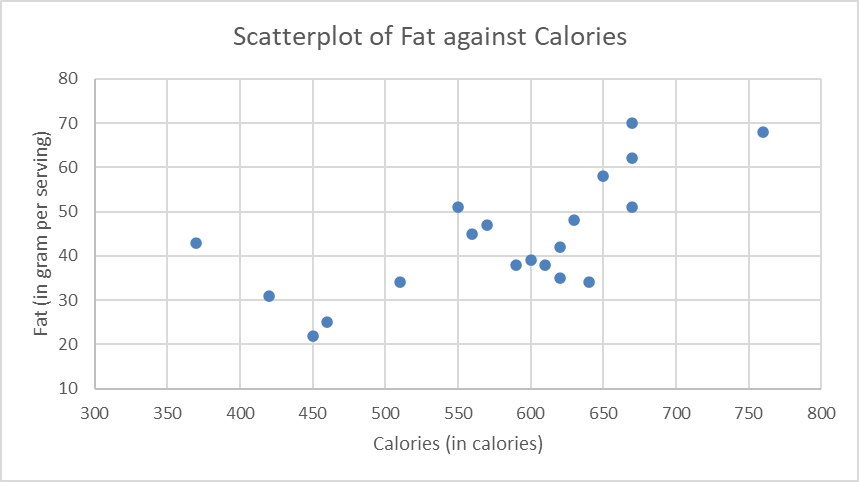 Scatterplot of Fat against Calories
Fat (in gram per serving)
80
70
60
50
40
30
20
10
300 350 400 450 500 550 600 650 700 750 800
Calories (in calories)